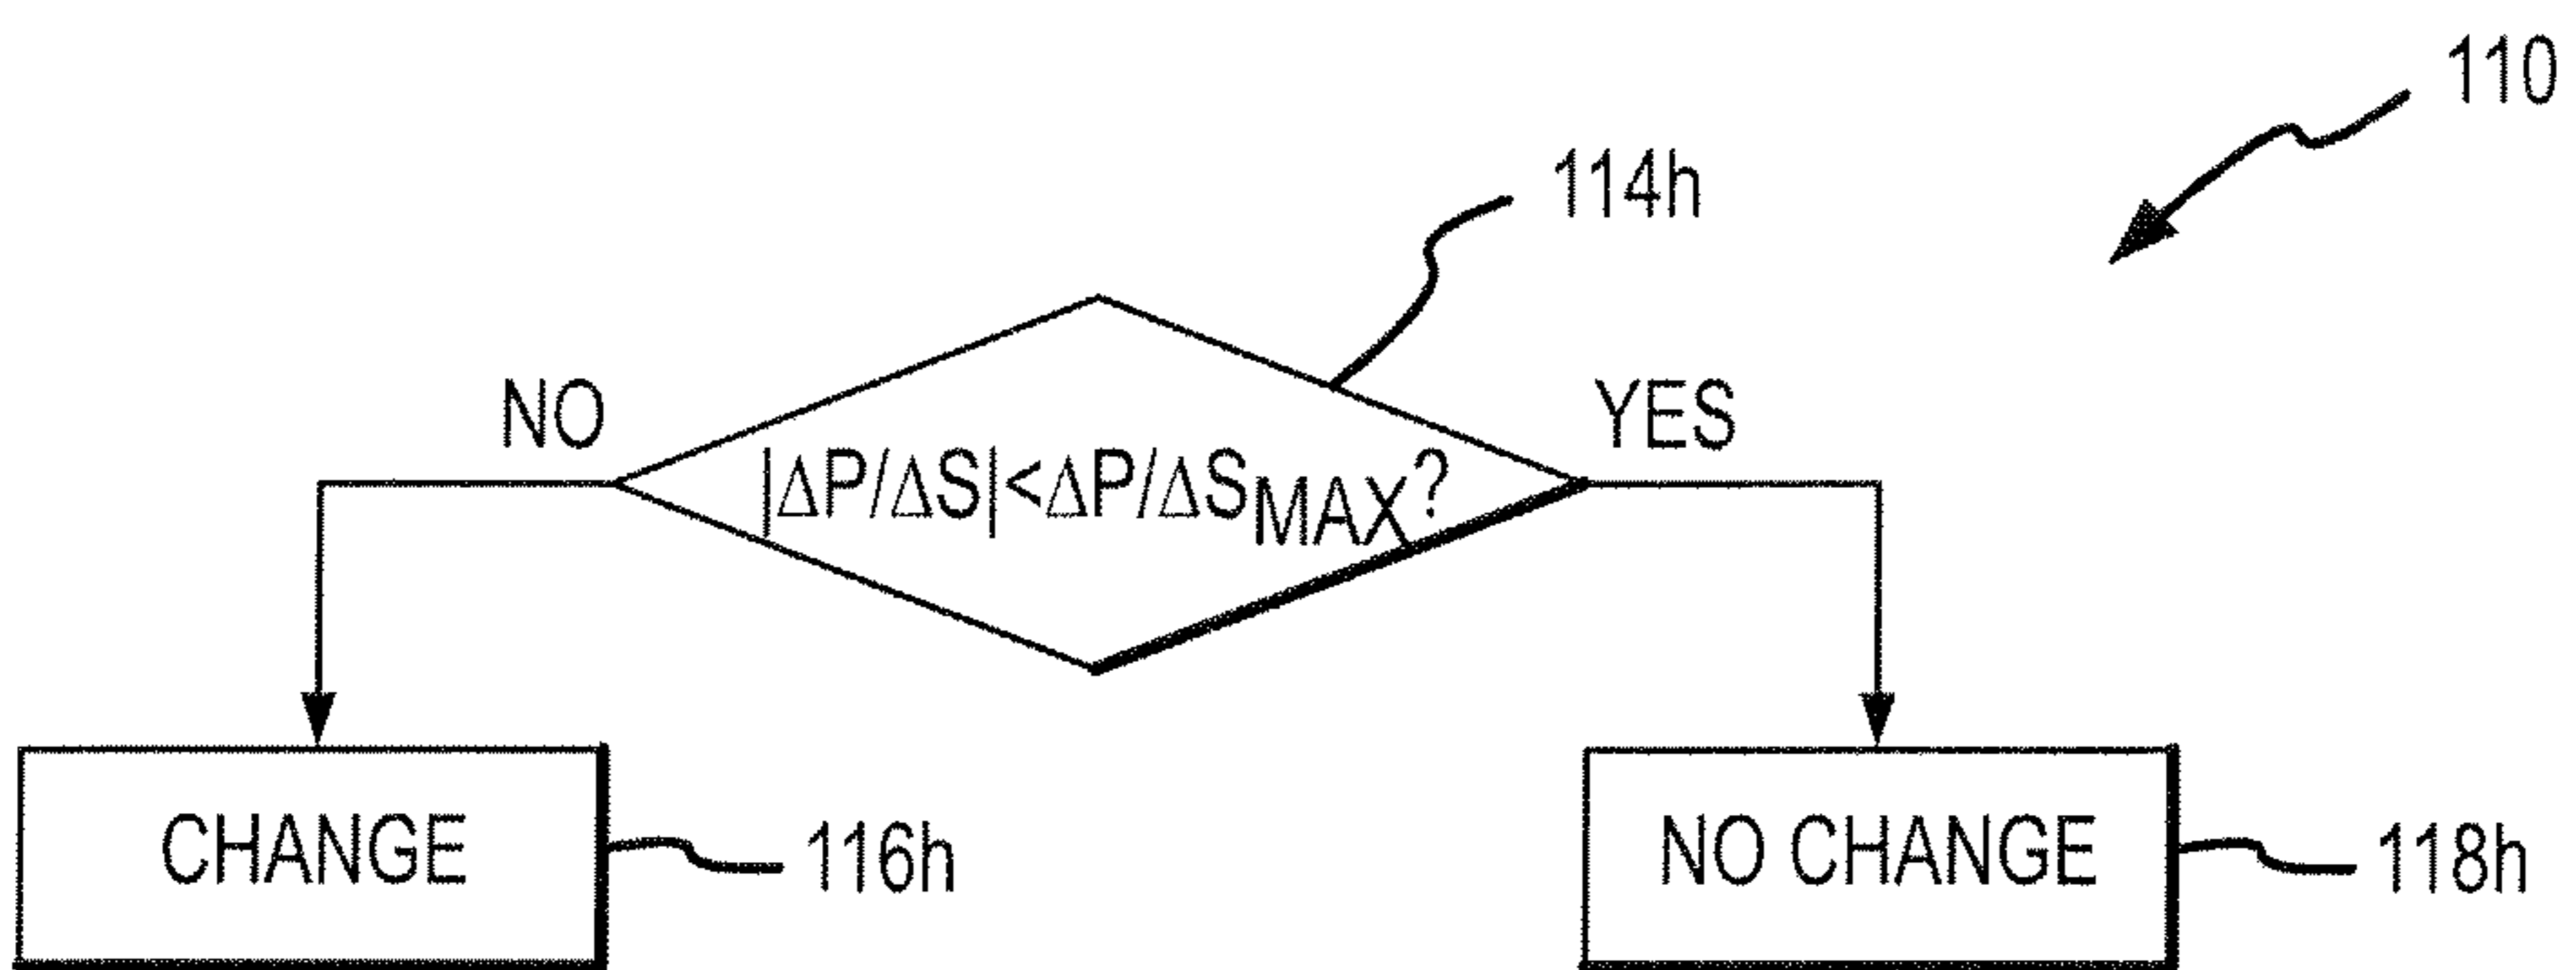 110
114h
NO
YES
|ΔP/ΔS|<ΔP/ΔSMAX?
CHANGE
116h
NO CHANGE
118h